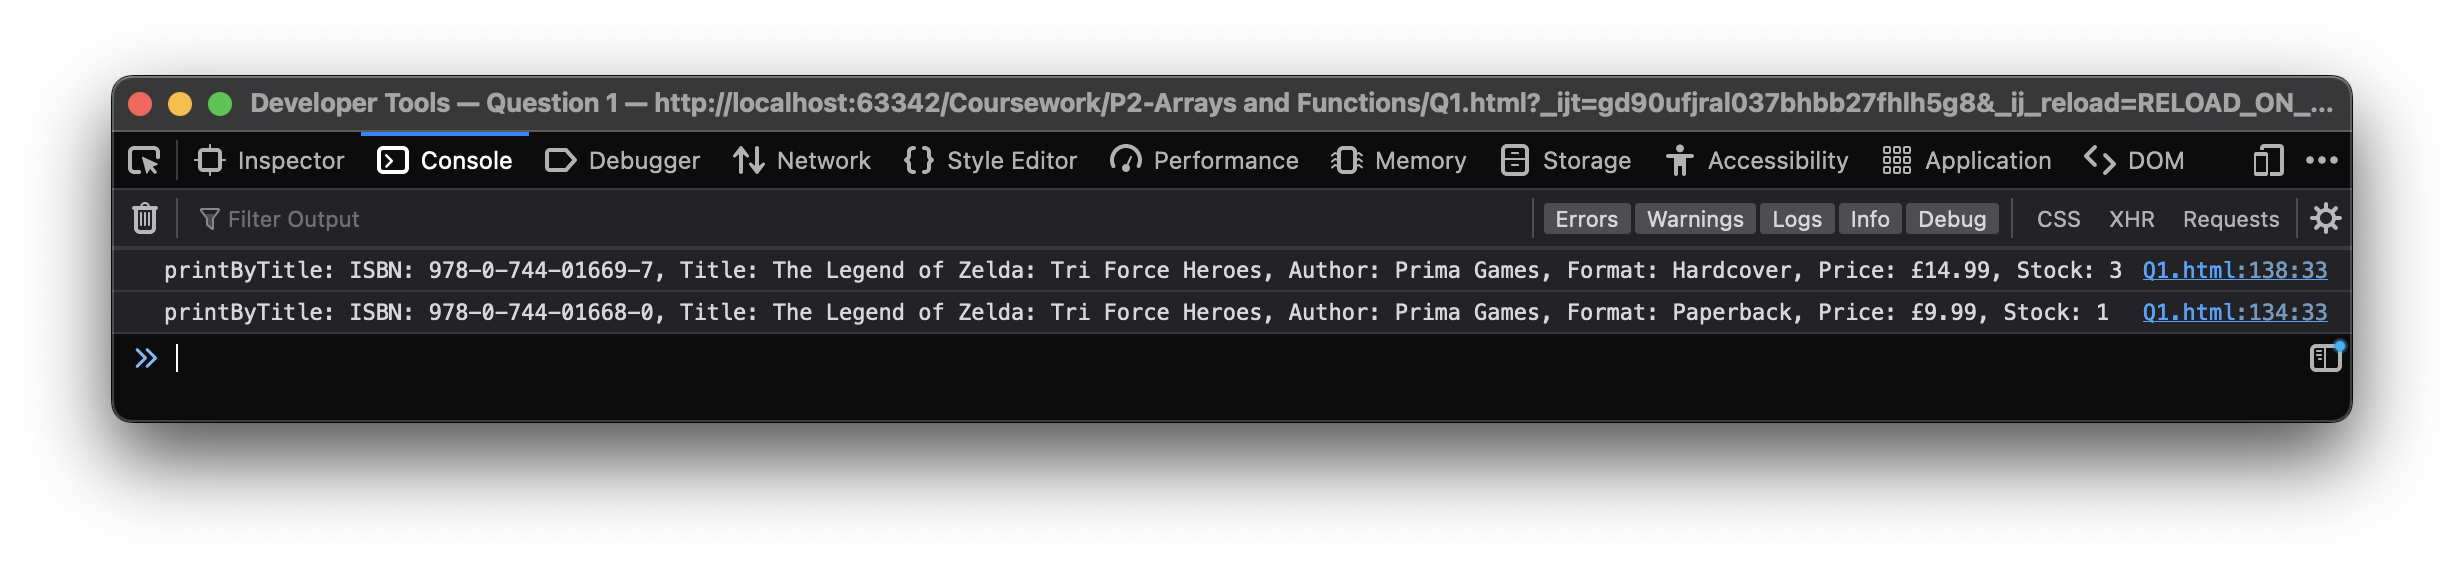 Developer Tools — Question 1 — http://localhost:63342/Coursework/P2-Arrays and Functions/Q1.html?_ijt=gd90ufjral037bhbb27fhlh5g8&_ij_reload=RELOAD_ON_...
Inspector Console Debugger Network Style Editor Performance Memory Storage Accessibility Application DOM
Filter Output Errors Warnings Logs Info Debug CSS XHR Requests
printByTitle: ISBN: 978-0-744-01669-7, Title: The Legend of Zelda: Tri Force Heroes, Author: Prima Games, Format: Hardcover, Price: £14.99, Stock: 3 Q1.html:138:33
printByTitle: ISBN: 978-0-744-01668-0, Title: The Legend of Zelda: Tri Force Heroes, Author: Prima Games, Format: Paperback, Price: £9.99, Stock: 1 Q1.html:134:33